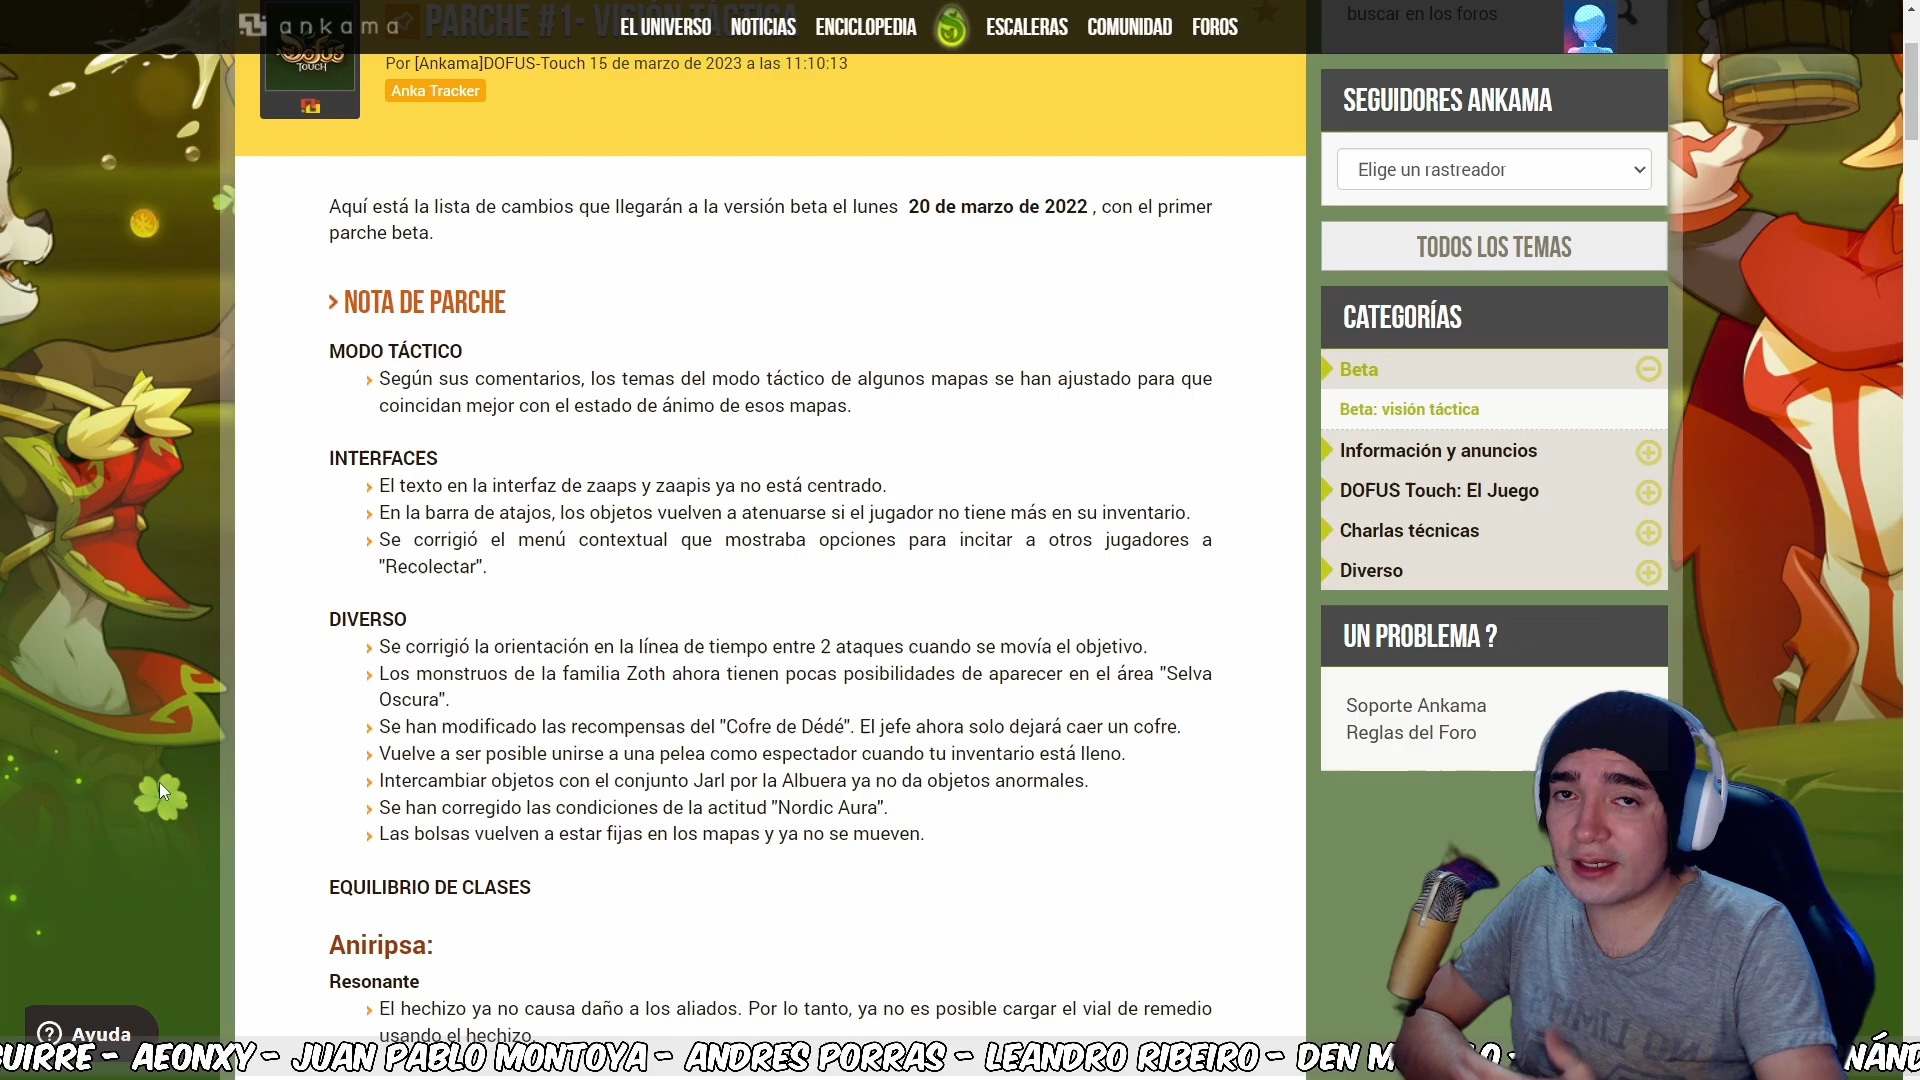 PARCHE #1- VISIÓN TÁCTICA
ankama
EL UNIVERSO NOTICIAS ENCICLOPEDIA ESCALERAS COMUNIDAD FOROS
buscar en los foros
DOFUS
TOUCH
Por [Ankama]DOFUS-Touch 15 de marzo de 2023 a las 11:10:13
Anka Tracker
Aquí está la lista de cambios que llegarán a la versión beta el lunes 20 de marzo de 2022 , con el primer
parche beta.
NOTA DE PARCHE
MODO TÁCTICO
Según sus comentarios, los temas del modo táctico de algunos mapas se han ajustado para que
coincidan mejor con el estado de ánimo de esos mapas.
INTERFACES
El texto en la interfaz de zaaps y zaapis ya no está centrado.
En la barra de atajos, los objetos vuelven a atenuarse si el jugador no tiene más en su inventario.
Se corrigió el menú contextual que mostraba opciones para incitar a otros jugadores a
"Recolectar".
DIVERSO
Se corrigió la orientación en la línea de tiempo entre 2 ataques cuando se movía el objetivo.
Los monstruos de la familia Zoth ahora tienen pocas posibilidades de aparecer en el área "Selva
Oscura".
Se han modificado las recompensas del "Cofre de Dédé". El jefe ahora solo dejará caer un cofre.
Vuelve a ser posible unirse a una pelea como espectador cuando tu inventario está lleno.
Intercambiar objetos con el conjunto Jarl por la Albuera ya no da objetos anormales.
Se han corregido las condiciones de la actitud "Nordic Aura".
Las bolsas vuelven a estar fijas en los mapas y ya no se mueven.
EQUILIBRIO DE CLASES
Aniripsa:
Resonante
El hechizo ya no causa daño a los aliados. Por lo tanto, ya no es posible cargar el vial de remedio
usando el hechizo.
SEGUIDORES ANKAMA
Elige un rastreador
TODOS LOS TEMAS
CATEGORÍAS
Beta
Beta: visión táctica
Información y anuncios
DOFUS Touch: El Juego
Charlas técnicas
Diverso
UN PROBLEMA ?
Soporte Ankama
Reglas del Foro
Ayuda
GUIRRE - AEONXY - JUAN PABLO MONTOYA - ANDRES PORRAS - LEANDRO RIBEIRO - DEN